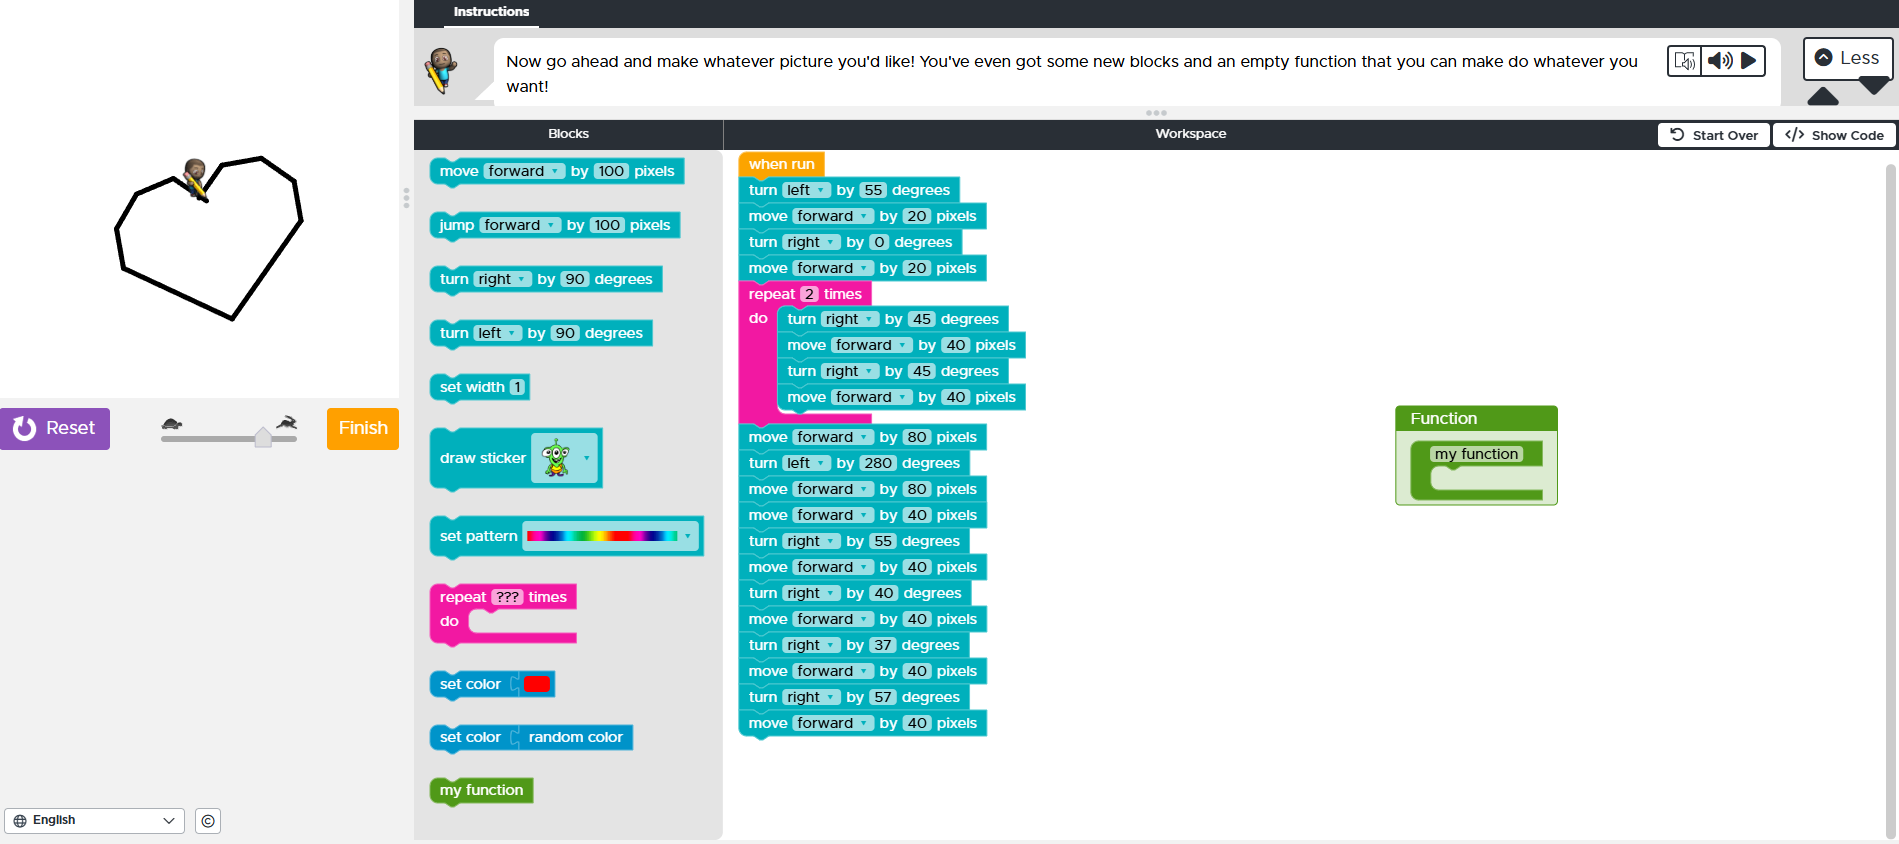 Instructions
Now go ahead and make whatever picture you'd like! You've even got some new blocks and an empty function that you can make do whatever you
want!
Less
Blocks
Workspace
Start Over
</> Show Code
move forward by 100 pixels
jump forward by 100 pixels
turn right by 90 degrees
turn left by 90 degrees
set width 1
draw sticker
set pattern
repeat ??? times
do
set color
set color random color
my function
when run
turn left by 55 degrees
move forward by 20 pixels
turn right by 0 degrees
move forward by 20 pixels
repeat 2 times
do turn right by 45 degrees
move forward by 40 pixels
turn right by 45 degrees
move forward by 40 pixels
move forward by 80 pixels
turn left by 280 degrees
move forward by 80 pixels
move forward by 40 pixels
turn right by 55 degrees
move forward by 40 pixels
turn right by 40 degrees
move forward by 40 pixels
turn right by 37 degrees
move forward by 40 pixels
turn right by 57 degrees
move forward by 40 pixels
Function
my function
Reset
Finish
English
©